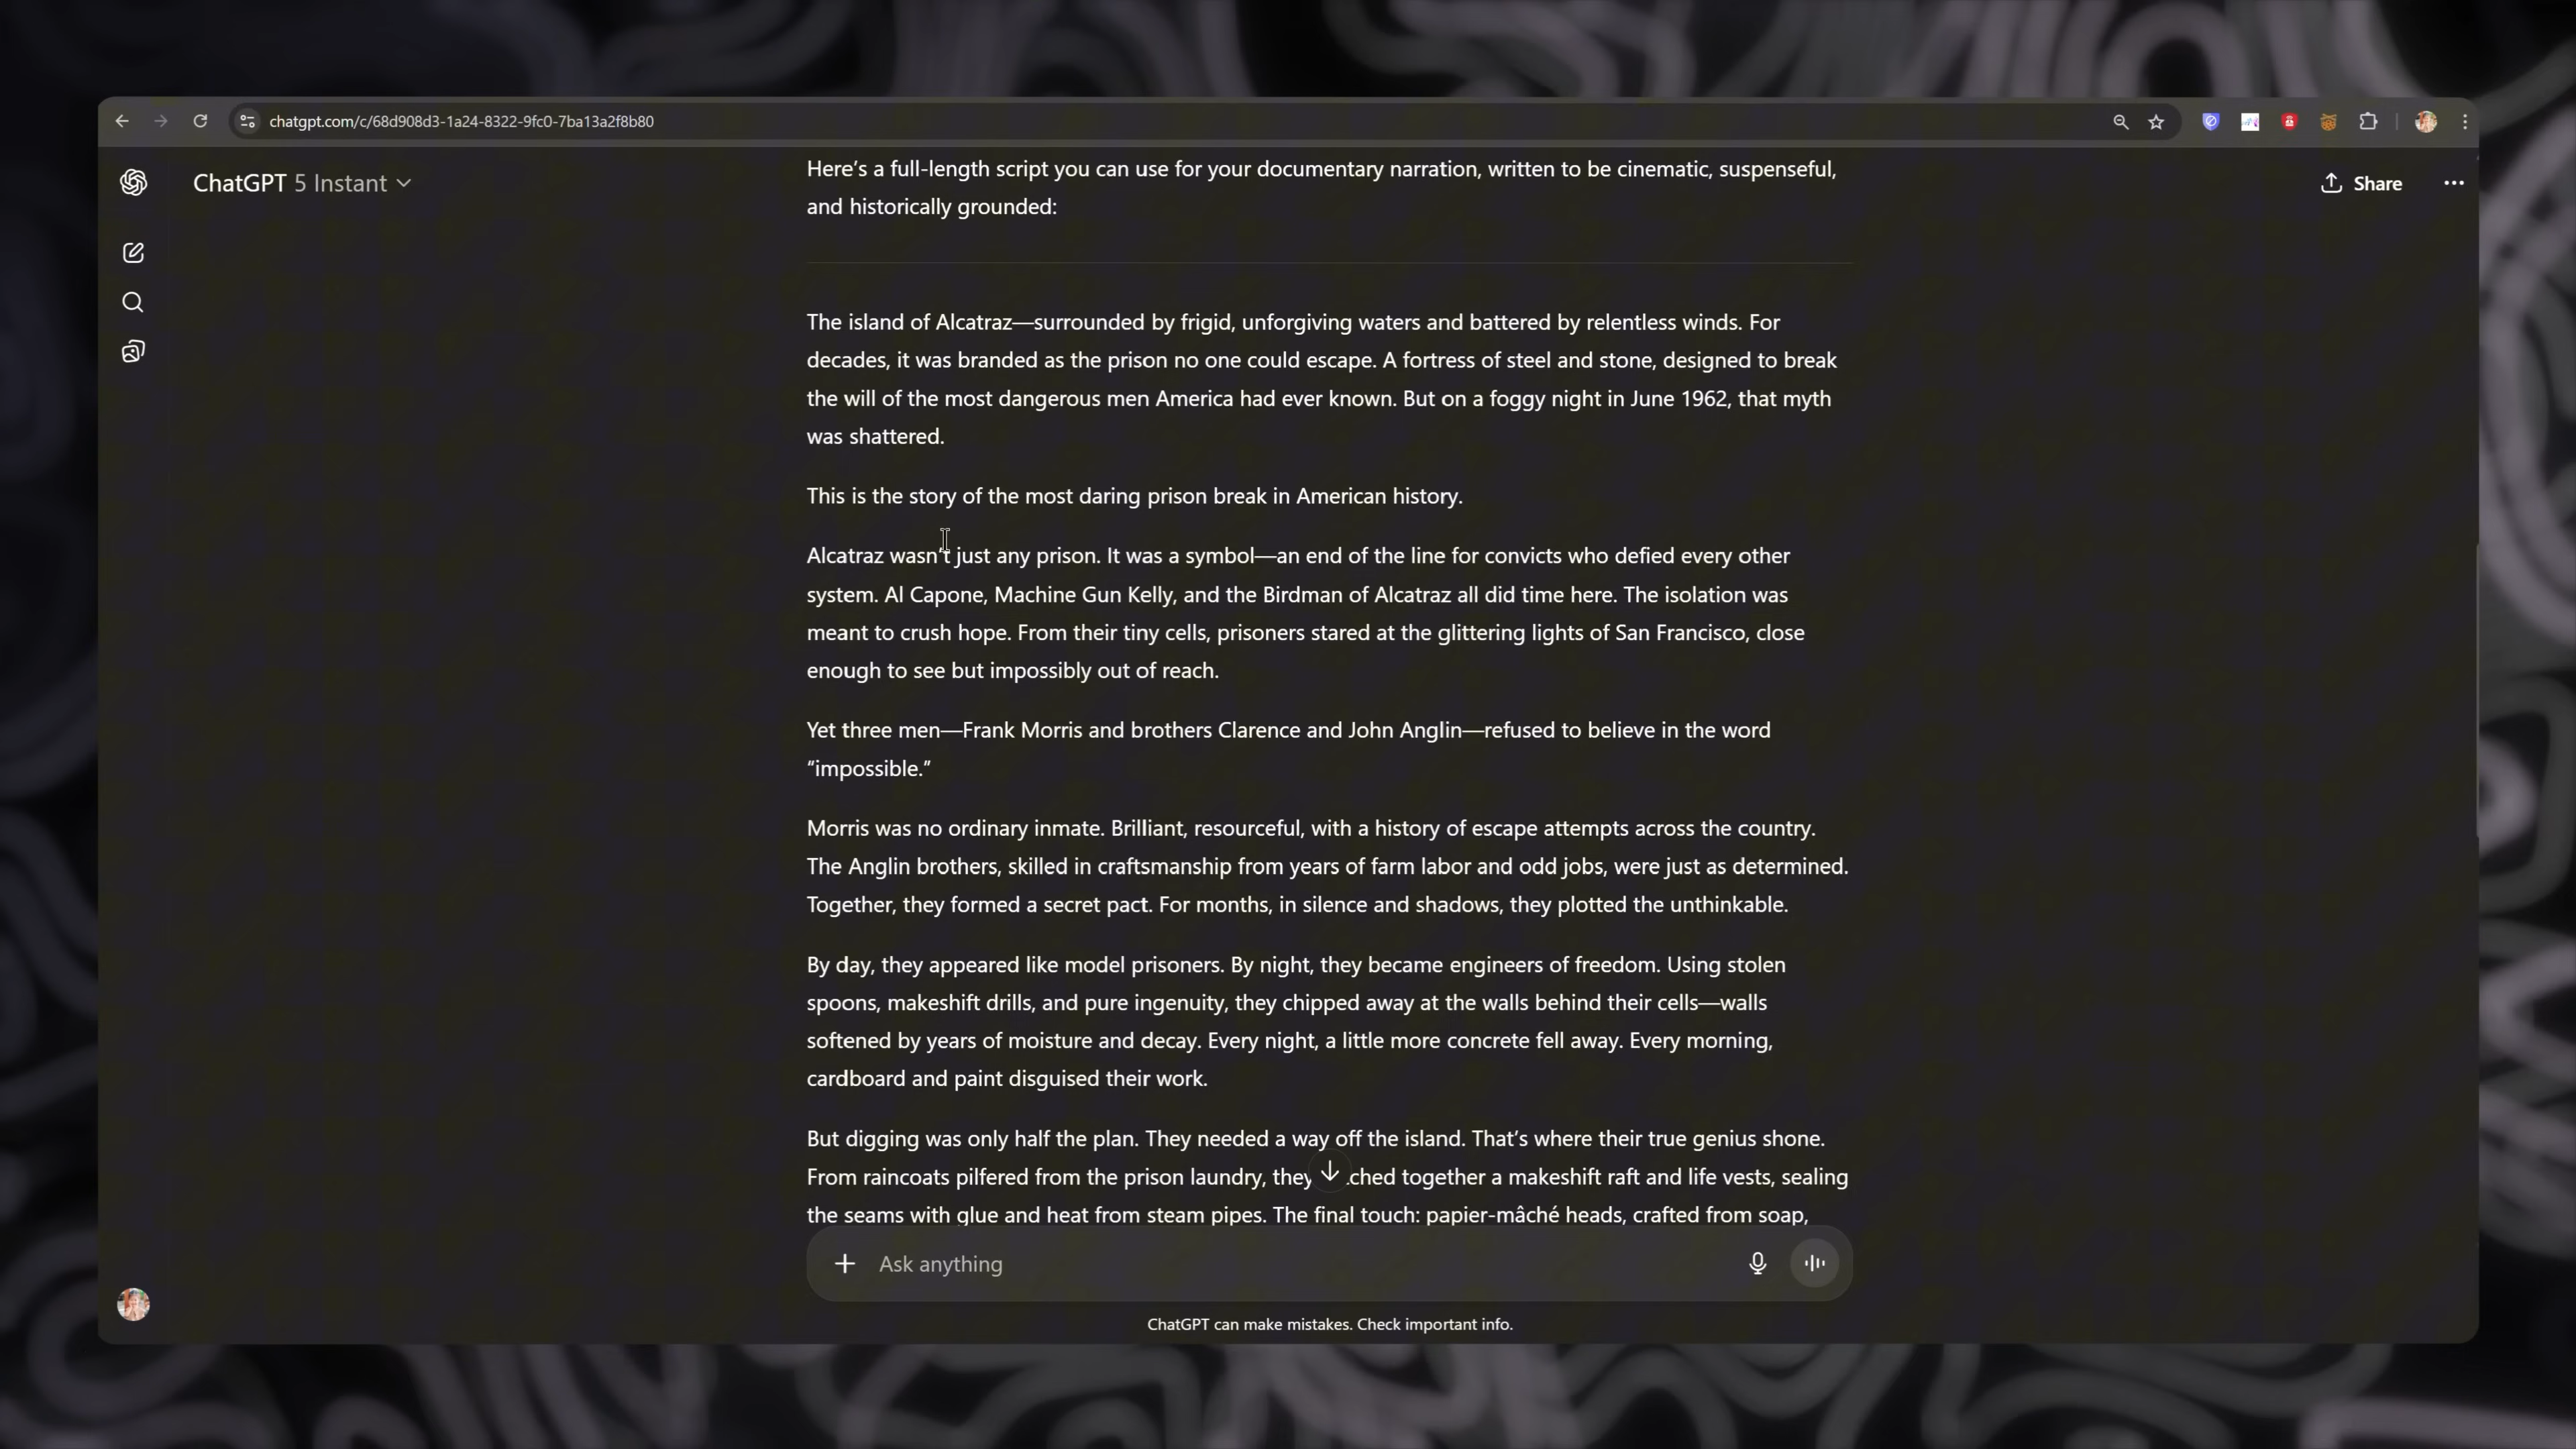 chatgpt.com/c/68d908d3-1a24-8322-9fc0-7ba13a2f8b80
ChatGPT 5 Instant
Share
Here’s a full-length script you can use for your documentary narration, written to be cinematic, suspenseful,
and historically grounded:
The island of Alcatraz—surrounded by frigid, unforgiving waters and battered by relentless winds. For
decades, it was branded as the prison no one could escape. A fortress of steel and stone, designed to break
the will of the most dangerous men America had ever known. But on a foggy night in June 1962, that myth
was shattered.
This is the story of the most daring prison break in American history.
Alcatraz wasn’t just any prison. It was a symbol—an end of the line for convicts who defied every other
system. Al Capone, Machine Gun Kelly, and the Birdman of Alcatraz all did time here. The isolation was
meant to crush hope. From their tiny cells, prisoners stared at the glittering lights of San Francisco, close
enough to see but impossibly out of reach.
Yet three men—Frank Morris and brothers Clarence and John Anglin—refused to believe in the word
“impossible.”
Morris was no ordinary inmate. Brilliant, resourceful, with a history of escape attempts across the country.
The Anglin brothers, skilled in craftsmanship from years of farm labor and odd jobs, were just as determined.
Together, they formed a secret pact. For months, in silence and shadows, they plotted the unthinkable.
By day, they appeared like model prisoners. By night, they became engineers of freedom. Using stolen
spoons, makeshift drills, and pure ingenuity, they chipped away at the walls behind their cells—walls
softened by years of moisture and decay. Every night, a little more concrete fell away. Every morning,
cardboard and paint disguised their work.
But digging was only half the plan. They needed a way off the island. That’s where their true genius shone.
From raincoats pilfered from the prison laundry, they ched together a makeshift raft and life vests, sealing
the seams with glue and heat from steam pipes. The final touch: papier-mâché heads, crafted from soap,
Ask anything
ChatGPT can make mistakes. Check important info.